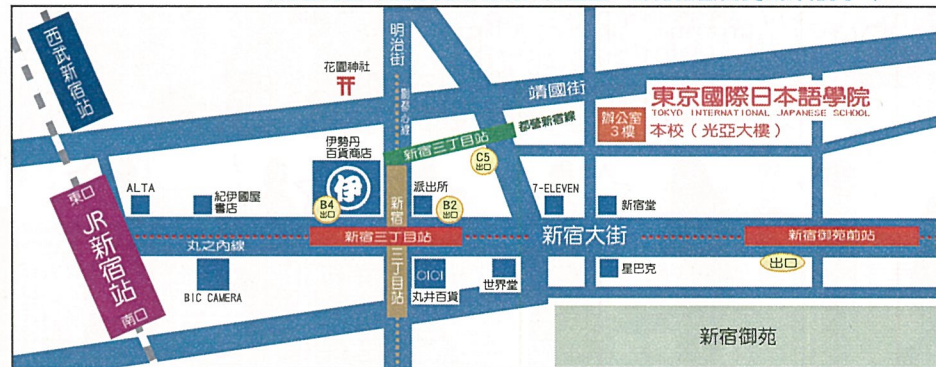 西武新宿站
明治街
副都心線
花園神社
靖國街
東京國際日本語學院
TOKYO INTERNATIONAL JAPANESE SCHOOL
辦公室
3樓
本校(光亞大樓)
都營新宿線
新宿三丁目站
C5
出口
伊勢丹
百貨商店
伊
東口
JR新宿站
南口
ALTA
紀伊國屋
書店
B4
出口
派出所
B2
出口
7-ELEVEN
新宿堂
新宿三丁目站
丸之內線
新宿三丁目站
新宿大街
新宿御苑前站
出口
BIC CAMERA
OIOI
丸井百貨
世界堂
星巴克
新宿御苑